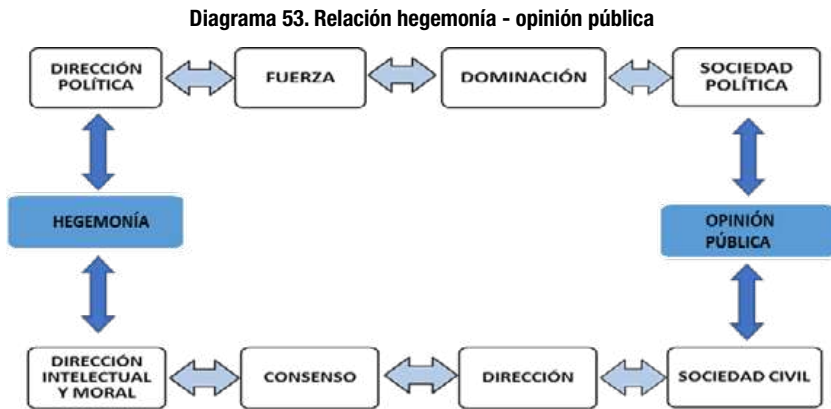 Diagrama 53. Relación hegemonía - opinión pública
DIRECCIÓN
POLÍTICA
FUERZA
DOMINACIÓN
SOCIEDAD
POLÍTICA
HEGEMONÍA
OPINIÓN
PÚBLICA
DIRECCIÓN
INTELECTUAL
Y MORAL
CONSENSO
DIRECCIÓN
SOCIEDAD CIVIL